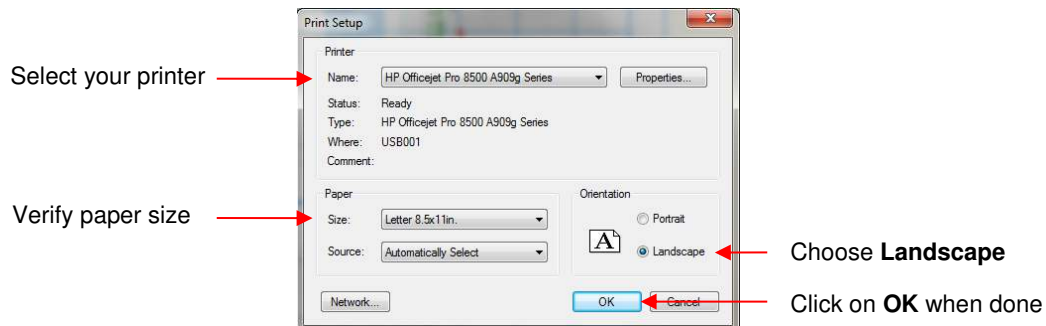 Print Setup
Printer
Select your printer
Name: HP Officejet Pro 8500 A909g Series Properties...
Status: Ready
Type: HP Officejet Pro 8500 A909g Series
Where: USB001
Comment:
Paper
Verify paper size
Size: Letter 8.5x11in.
Source: Automatically Select
Orientation
A
Portrait
Landscape
Choose Landscape
Network...
OK
Cancel
Click on OK when done